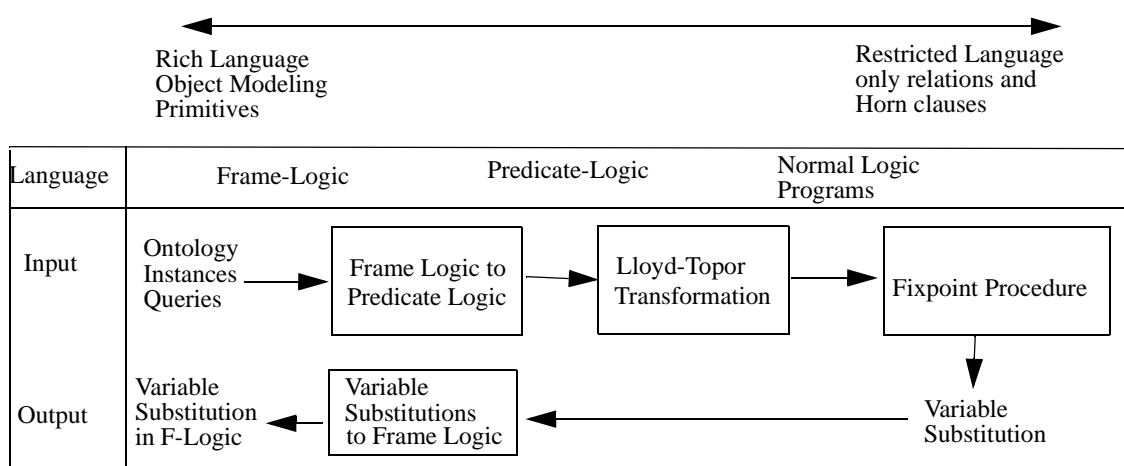 Rich Language
Object Modeling
Primitives
Restricted Language
only relations and
Horn clauses
Language
Frame-Logic
Predicate-Logic
Normal Logic
Programs
Input
Ontology
Instances
Queries
Frame Logic to
Predicate Logic
Lloyd-Topor
Transformation
Fixpoint Procedure
Output
Variable
Substitution
in F-Logic
Variable
Substitutions
to Frame Logic
Variable
Substitution